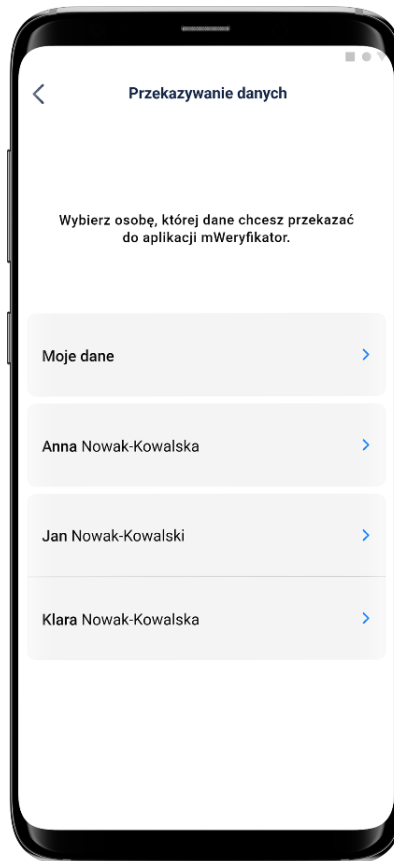 Przekazywanie danych
Wybierz osobę, której dane chcesz przekazać
do aplikacji mWeryfikator.
Moje dane
Anna Nowak-Kowalska
Jan Nowak-Kowalski
Klara Nowak-Kowalska